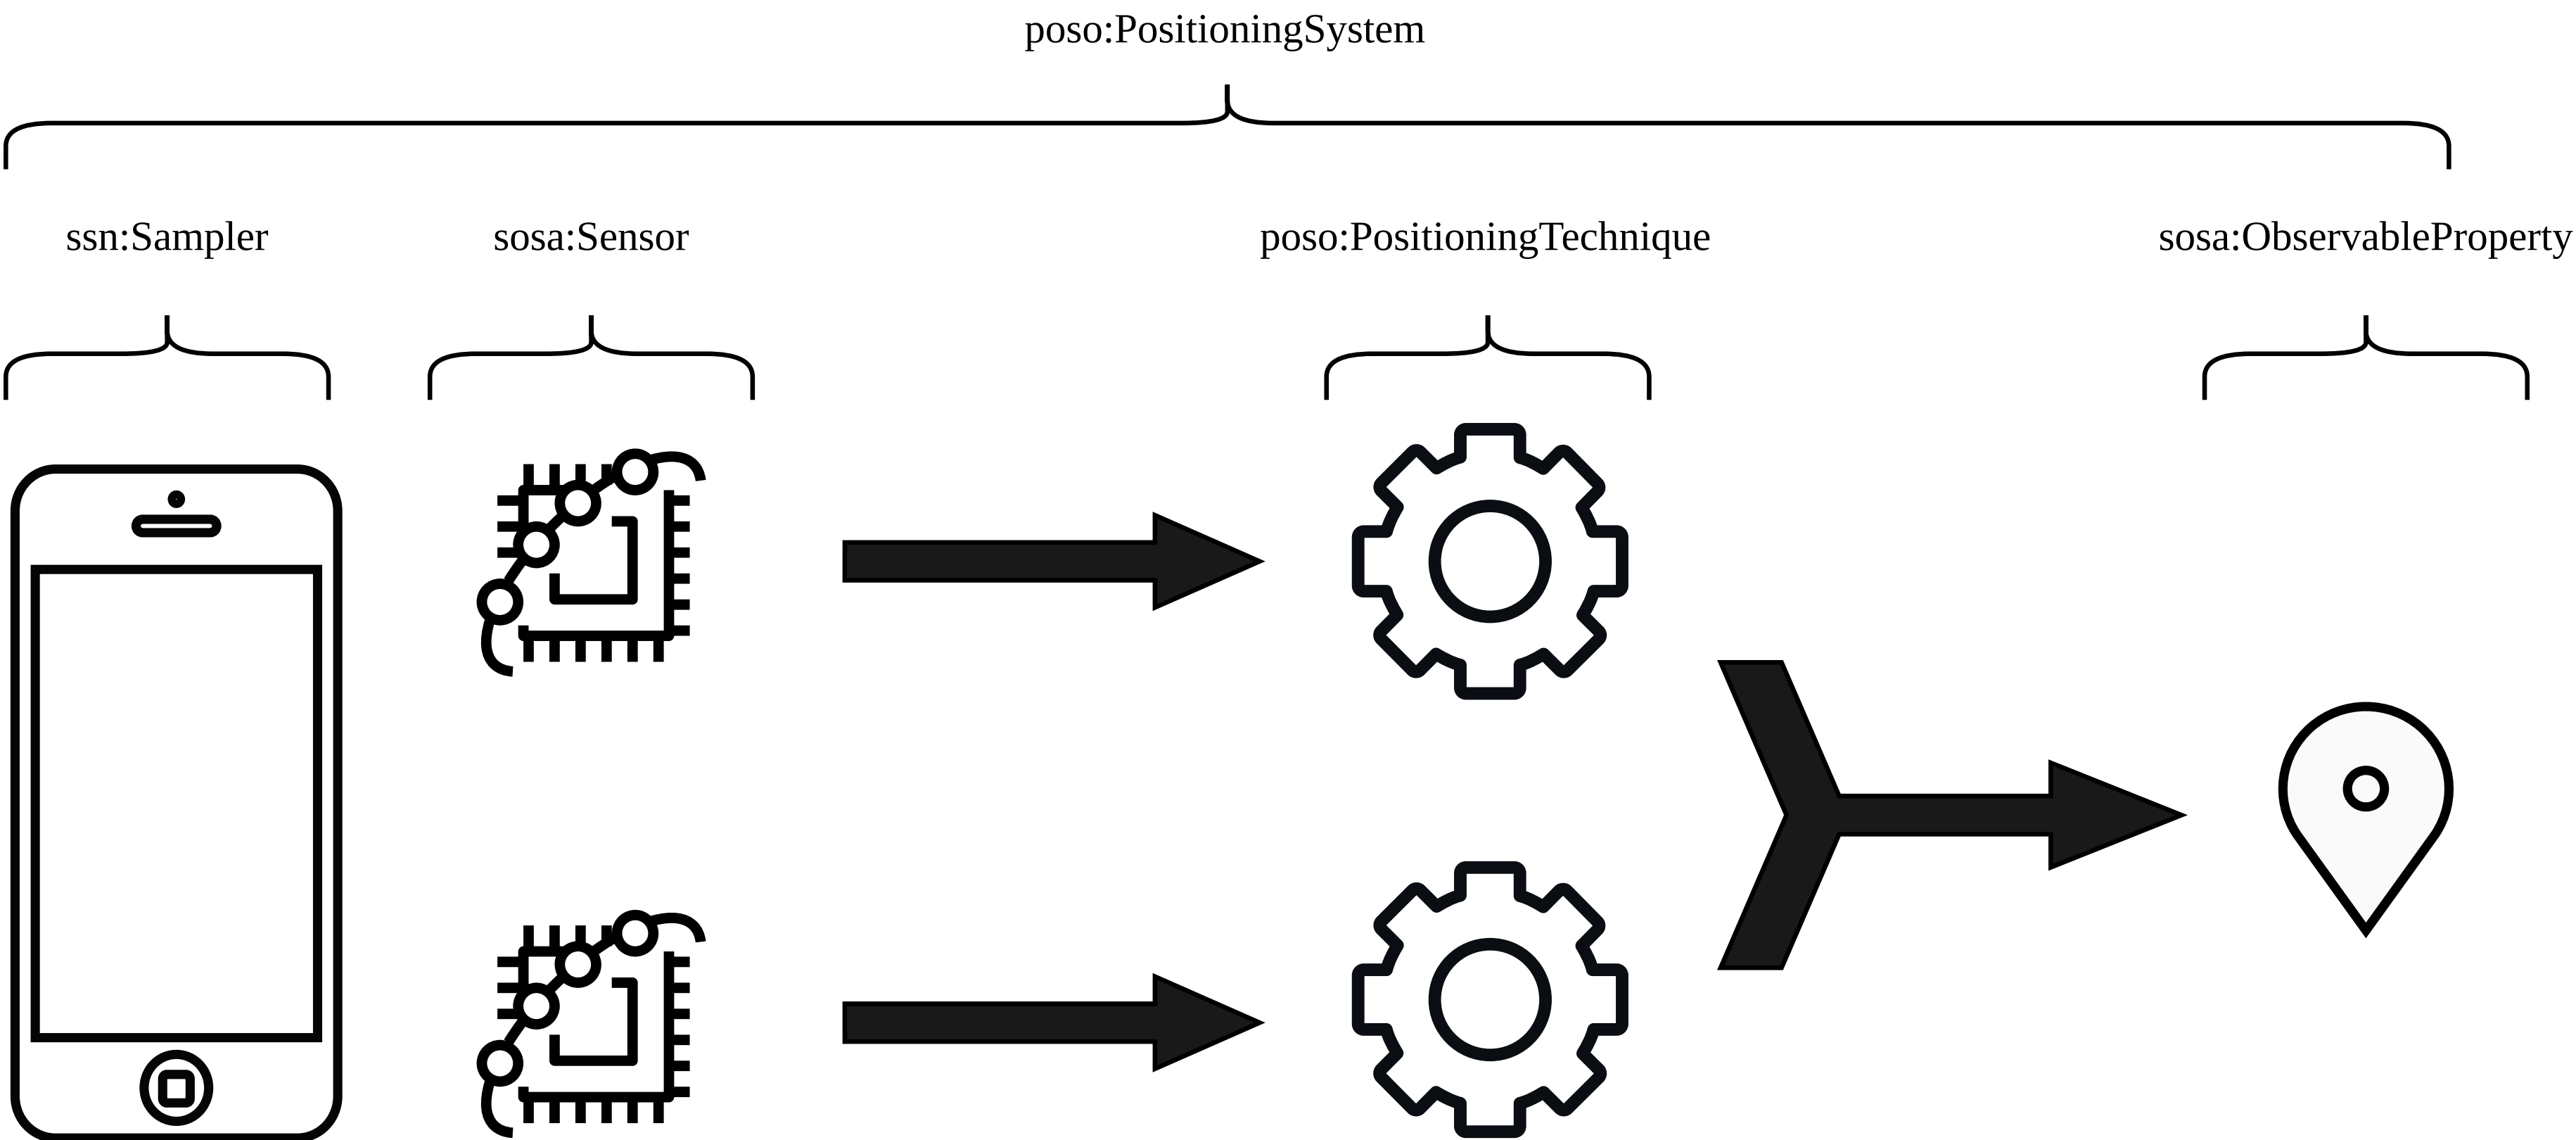 poso:PositioningSystem
ssn:Sampler
sosa:Sensor
poso:PositioningTechnique
sosa:ObservableProperty